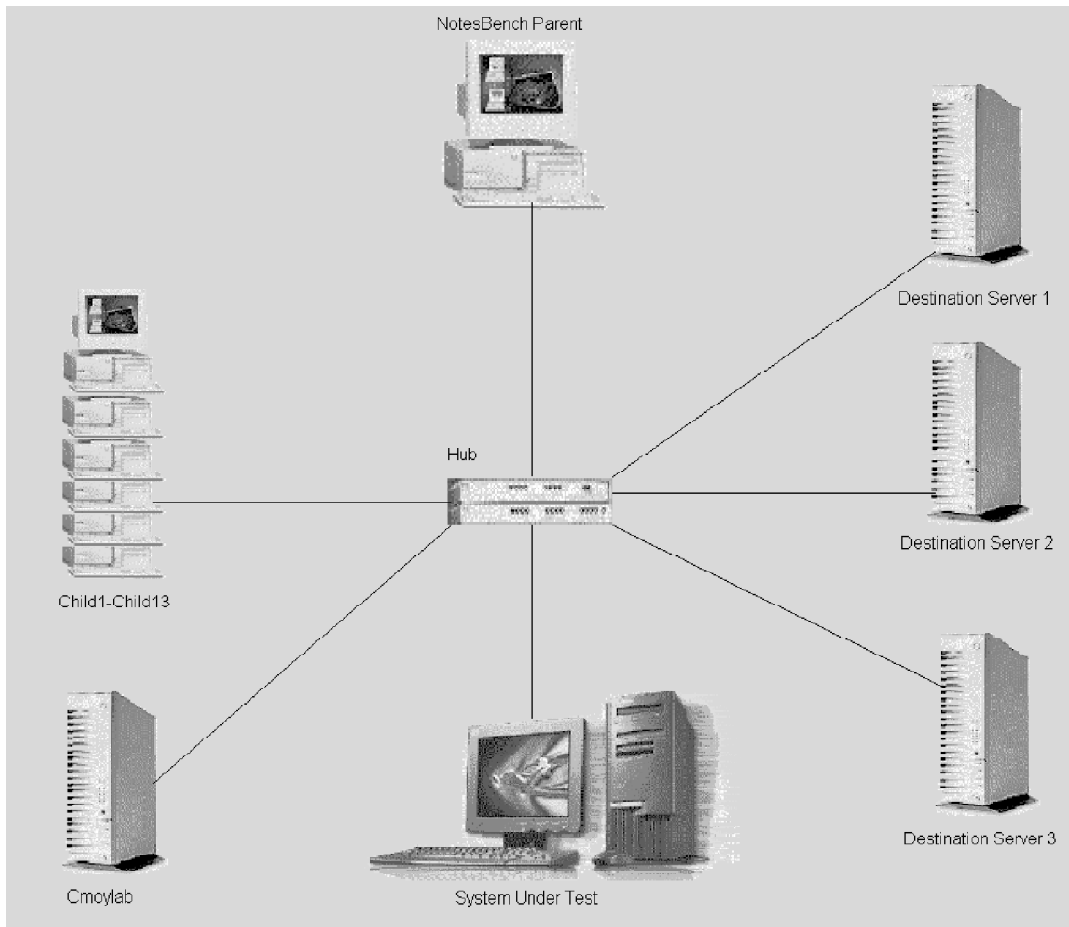 NotesBench Parent
Destination Server 1
Hub
Destination Server 2
Child1-Child13
Destination Server 3
Cmoylab
System Under Test